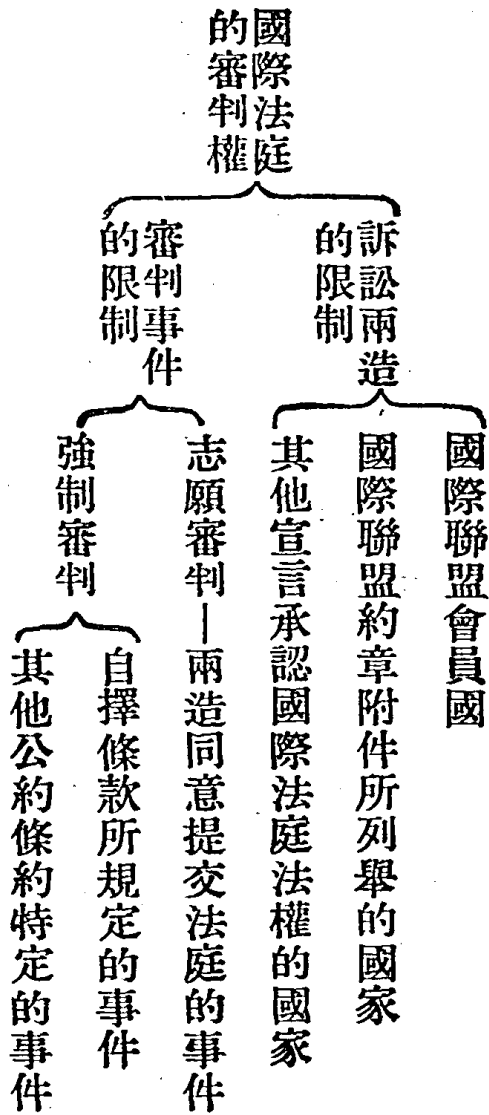 國際法庭
的審判權
訴訟兩造
的限制
國際聯盟會員國
國際聯盟約章附件所列舉的國家
其他宣言承認國際法庭法權的國家
審判事件
的限制
志願審判—兩造同意提交法庭的事件
強制審判
自擇條款所規定的事件
其他公約條約特定的事件